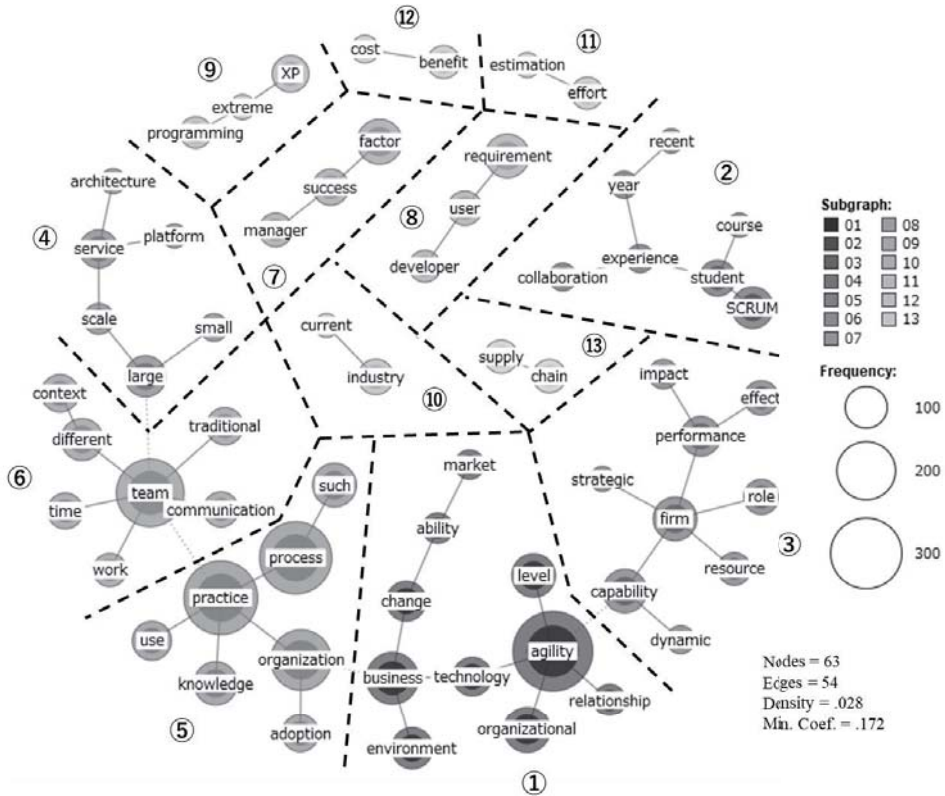 ⑫
cost
benefit
⑪
estimation
effort
⑨
XP
extreme
programming
factor
success
manager
⑦
requirement
user
⑧
developer
recent
year
②
course
experience
collaboration
student
SCRUM
architecture
④
platform
service
scale
small
large
current
industry
⑩
supply
chain
⑬
context
different
traditional
⑥
team
time
communication
work
such
process
practice
use
organization
knowledge
⑤
adoption
market
ability
change
business
technology
environment
level
agility
relationship
organizational
①
impact
effect
performance
strategic
role
firm
③
resource
capability
dynamic
Subgraph:
01 08
02 09
03 10
04 11
05 12
06 13
07
Frequency:
100
200
300
Nodes = 63
Edges = 54
Density = .028
Min. Coef. = .172